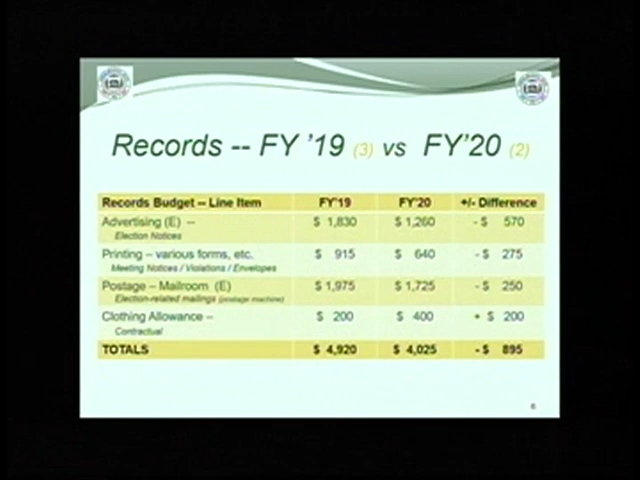 Records -- FY '19 (3) vs FY'20 (2)
Records Budget – Line Item FY'19 FY'20 +/- Difference
Advertising (E) – $ 1,830 $ 1,260 - $ 570
Election Notices
Printing – various forms, etc. $ 915 $ 640 - $ 275
Meeting Notices / Violations / Envelopes
Postage – Mailroom (E) $ 1,975 $ 1,725 - $ 250
Election-related mailings (postage machine)
Clothing Allowance – $ 200 $ 400 + $ 200
Contractual
TOTALS $ 4,920 $ 4,025 - $ 895
6